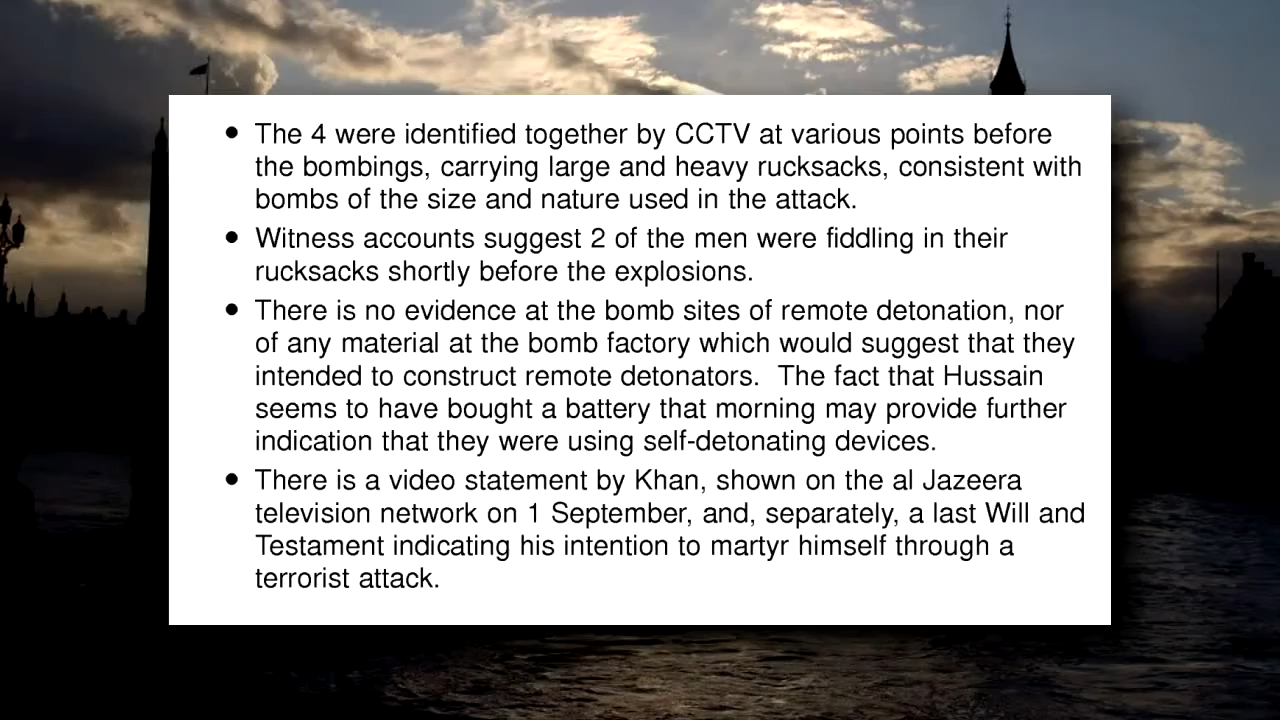 • The 4 were identified together by CCTV at various points before
the bombings, carrying large and heavy rucksacks, consistent with
bombs of the size and nature used in the attack.
• Witness accounts suggest 2 of the men were fiddling in their
rucksacks shortly before the explosions.
• There is no evidence at the bomb sites of remote detonation, nor
of any material at the bomb factory which would suggest that they
intended to construct remote detonators.  The fact that Hussain
seems to have bought a battery that morning may provide further
indication that they were using self-detonating devices.
• There is a video statement by Khan, shown on the al Jazeera
television network on 1 September, and, separately, a last Will and
Testament indicating his intention to martyr himself through a
terrorist attack.